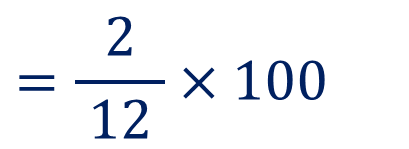 = 2/12 × 100